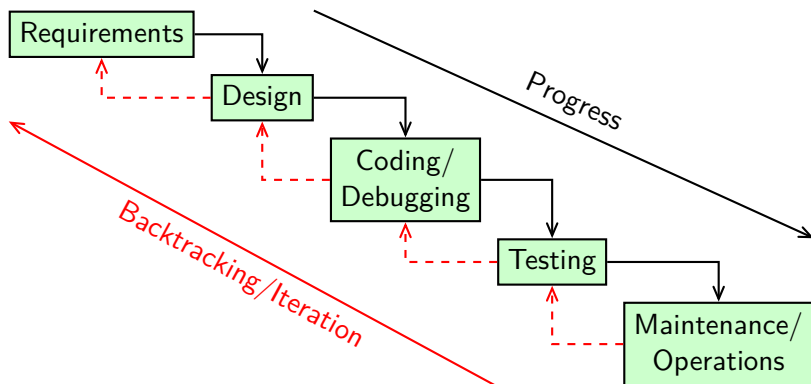 Requirements
Design
Progress
Coding/
Debugging
Backtracking/Iteration
Testing
Maintenance/
Operations